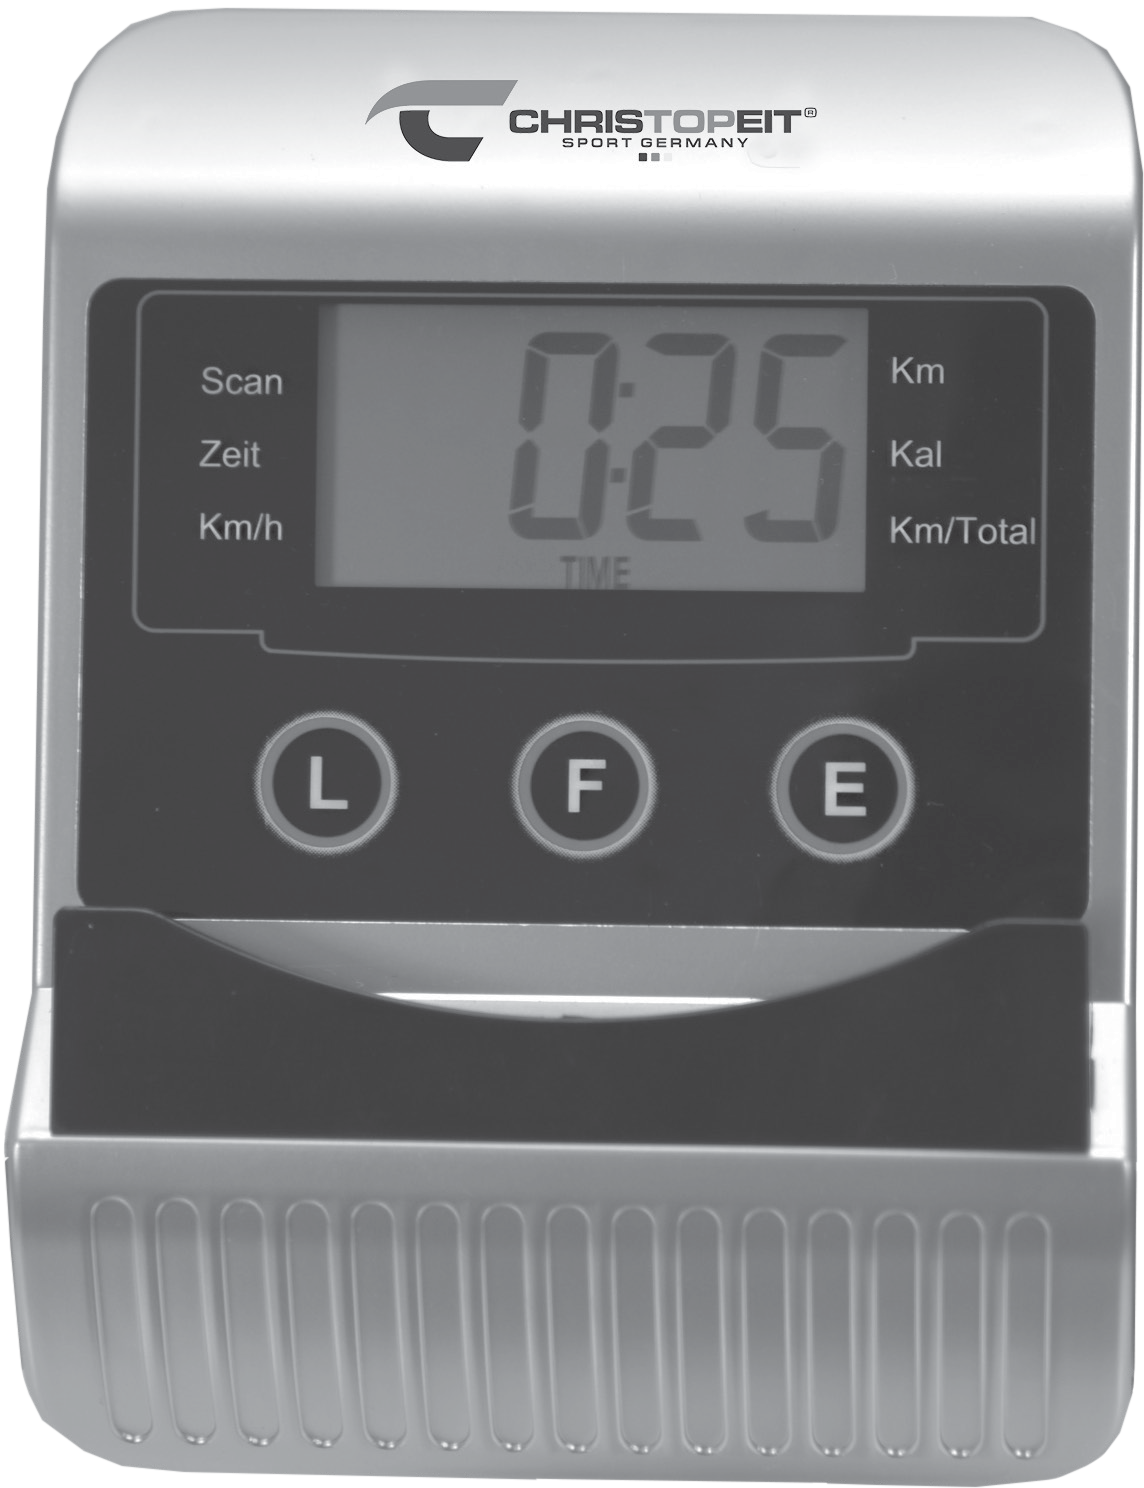 CHRISTOPEIT®
SPORT GERMANY
Scan
Zeit
Km/h
0:25
TIME
Km
Kal
Km/Total
L F E